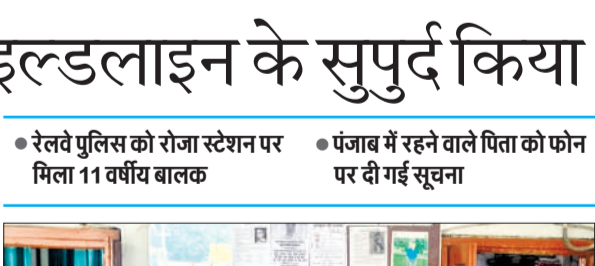 इल्डलाइन के सुपुर्द किया
रेलवे पुलिस को रोजा स्टेशन पर
मिला 11 वर्षीय बालक
पंजाब में रहने वाले पिता को फोन
पर दी गई सूचना